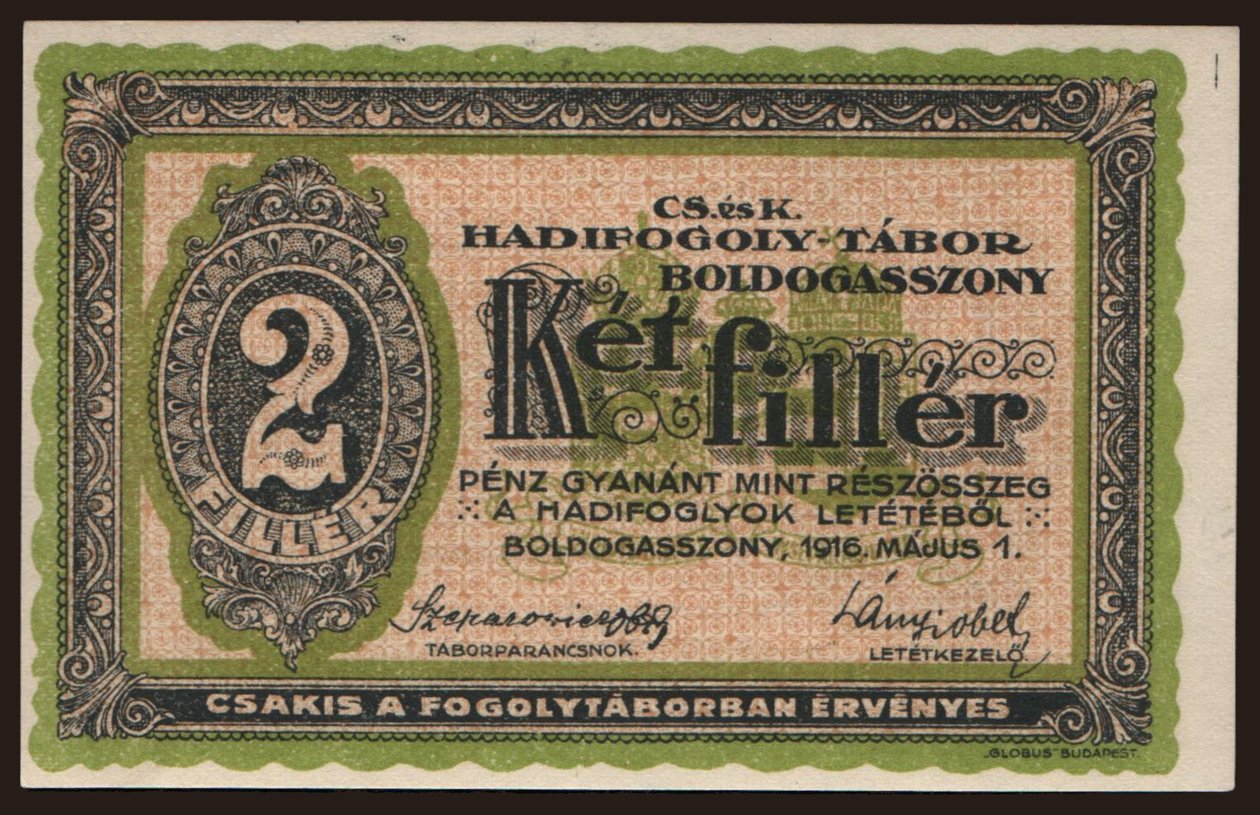 CS. és K.
HADIFOGOLY-TÁBOR
BOLDOGASSZONY
Két fillér
2
FILLÉR
PÉNZ GYANÁNT MINT RÉSZÖSSZEG
A HADIFOGLYOK LETÉTÉBŐL
BOLDOGASSZONY, 1916. MÁJUS 1.
TÁBORPARANCSNOK.
LETÉTKEZELŐ.
CSAKIS A FOGOLYTÁBORBAN ÉRVÉNYES
„GLOBUS" BUDAPEST.